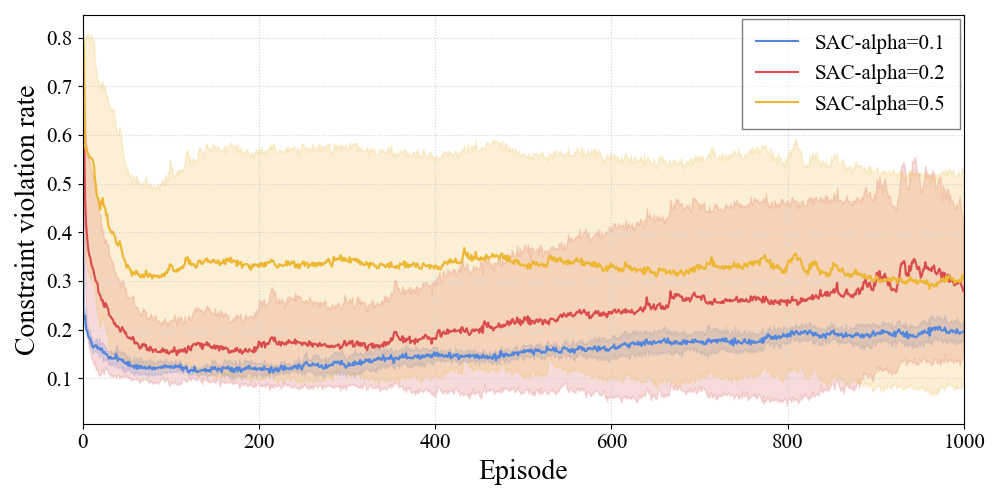 Constraint violation rate
0.8
0.7
0.6
0.5
0.4
0.3
0.2
0.1
SAC-alpha=0.1
SAC-alpha=0.2
SAC-alpha=0.5
0 200 400 600 800 1000
Episode